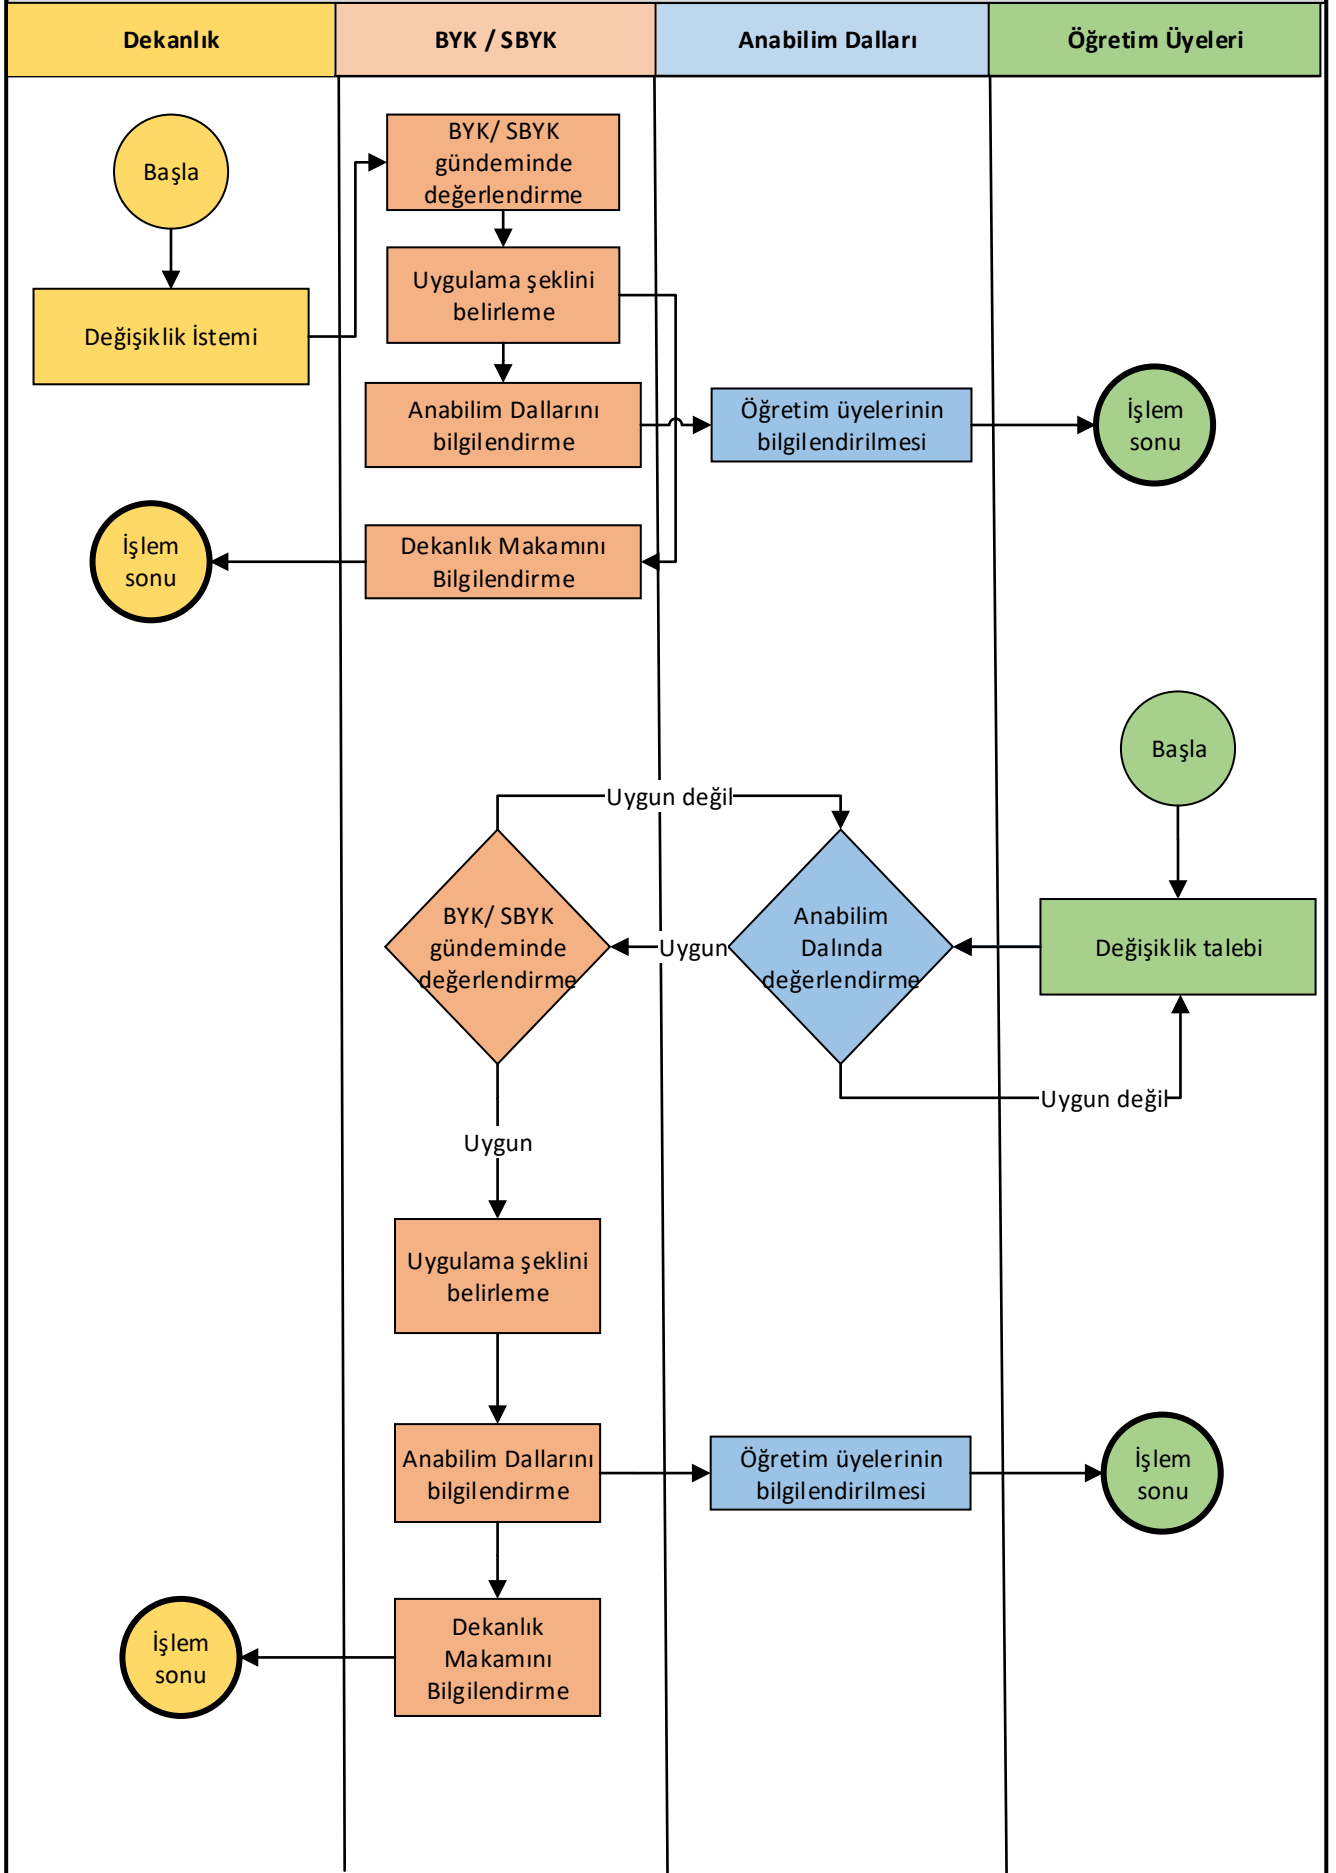 Dekanlık
BYK / SBYK
Anabilim Dalları
Öğretim Üyeleri
Başla
BYK/ SBYK
gündeminde
değerlendirme
Değişiklik İstemi
Uygulama şeklini
belirleme
Anabilim Dallarını
bilgilendirme
Öğretim üyelerinin
bilgilendirilmesi
İşlem
sonu
Dekanlık Makamını
Bilgilendirme
İşlem
sonu
Başla
Uygun değil
BYK/ SBYK
gündeminde
değerlendirme
Uygun
Anabilim
Dalında
değerlendirme
Değişiklik talebi
Uygun değil
Uygun
Uygulama şeklini
belirleme
Anabilim Dallarını
bilgilendirme
Öğretim üyelerinin
bilgilendirilmesi
İşlem
sonu
Dekanlık
Makamını
Bilgilendirme
İşlem
sonu